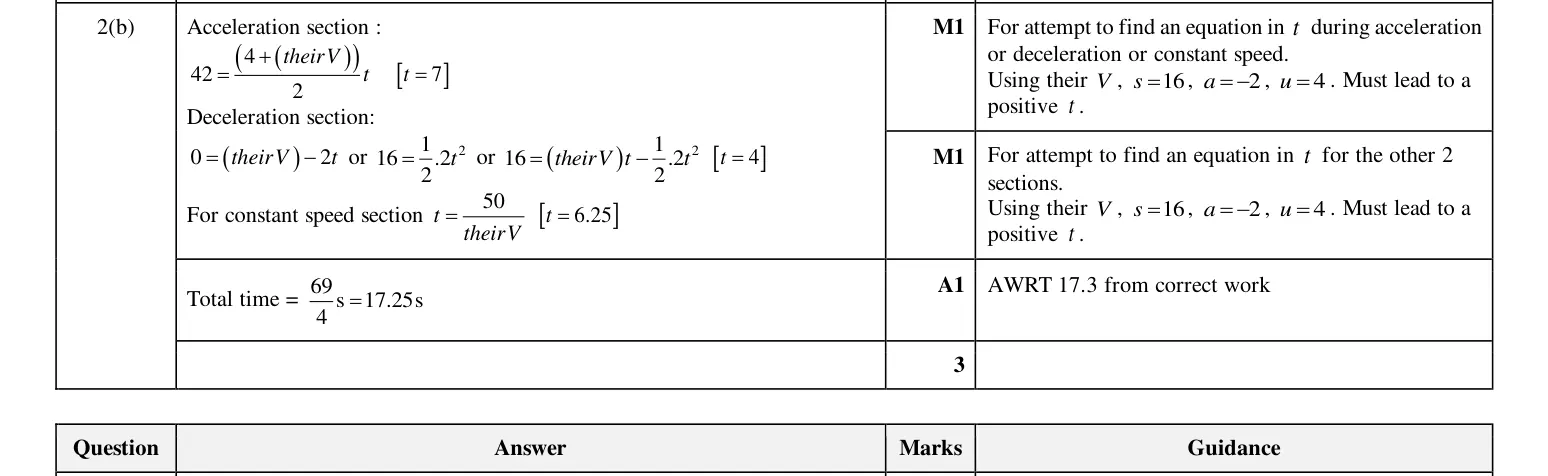 2(b)
Acceleration section :
42 = (4+(their V))/2 t [t = 7]
Deceleration section:
0 = (their V) − 2t or 16 = 1/2 .2t² or 16 = (their V)t − 1/2 .2t² [t = 4]
For constant speed section t = 50/their V [t = 6.25]
M1
For attempt to find an equation in t during acceleration
or deceleration or constant speed.
Using their V , s = 16 , a = −2 , u = 4 . Must lead to a
positive t .
M1
For attempt to find an equation in t for the other 2
sections.
Using their V , s = 16 , a = −2 , u = 4 . Must lead to a
positive t .
Total time = 69/4 s = 17.25s
A1
AWRT 17.3 from correct work
3
Question Answer Marks Guidance